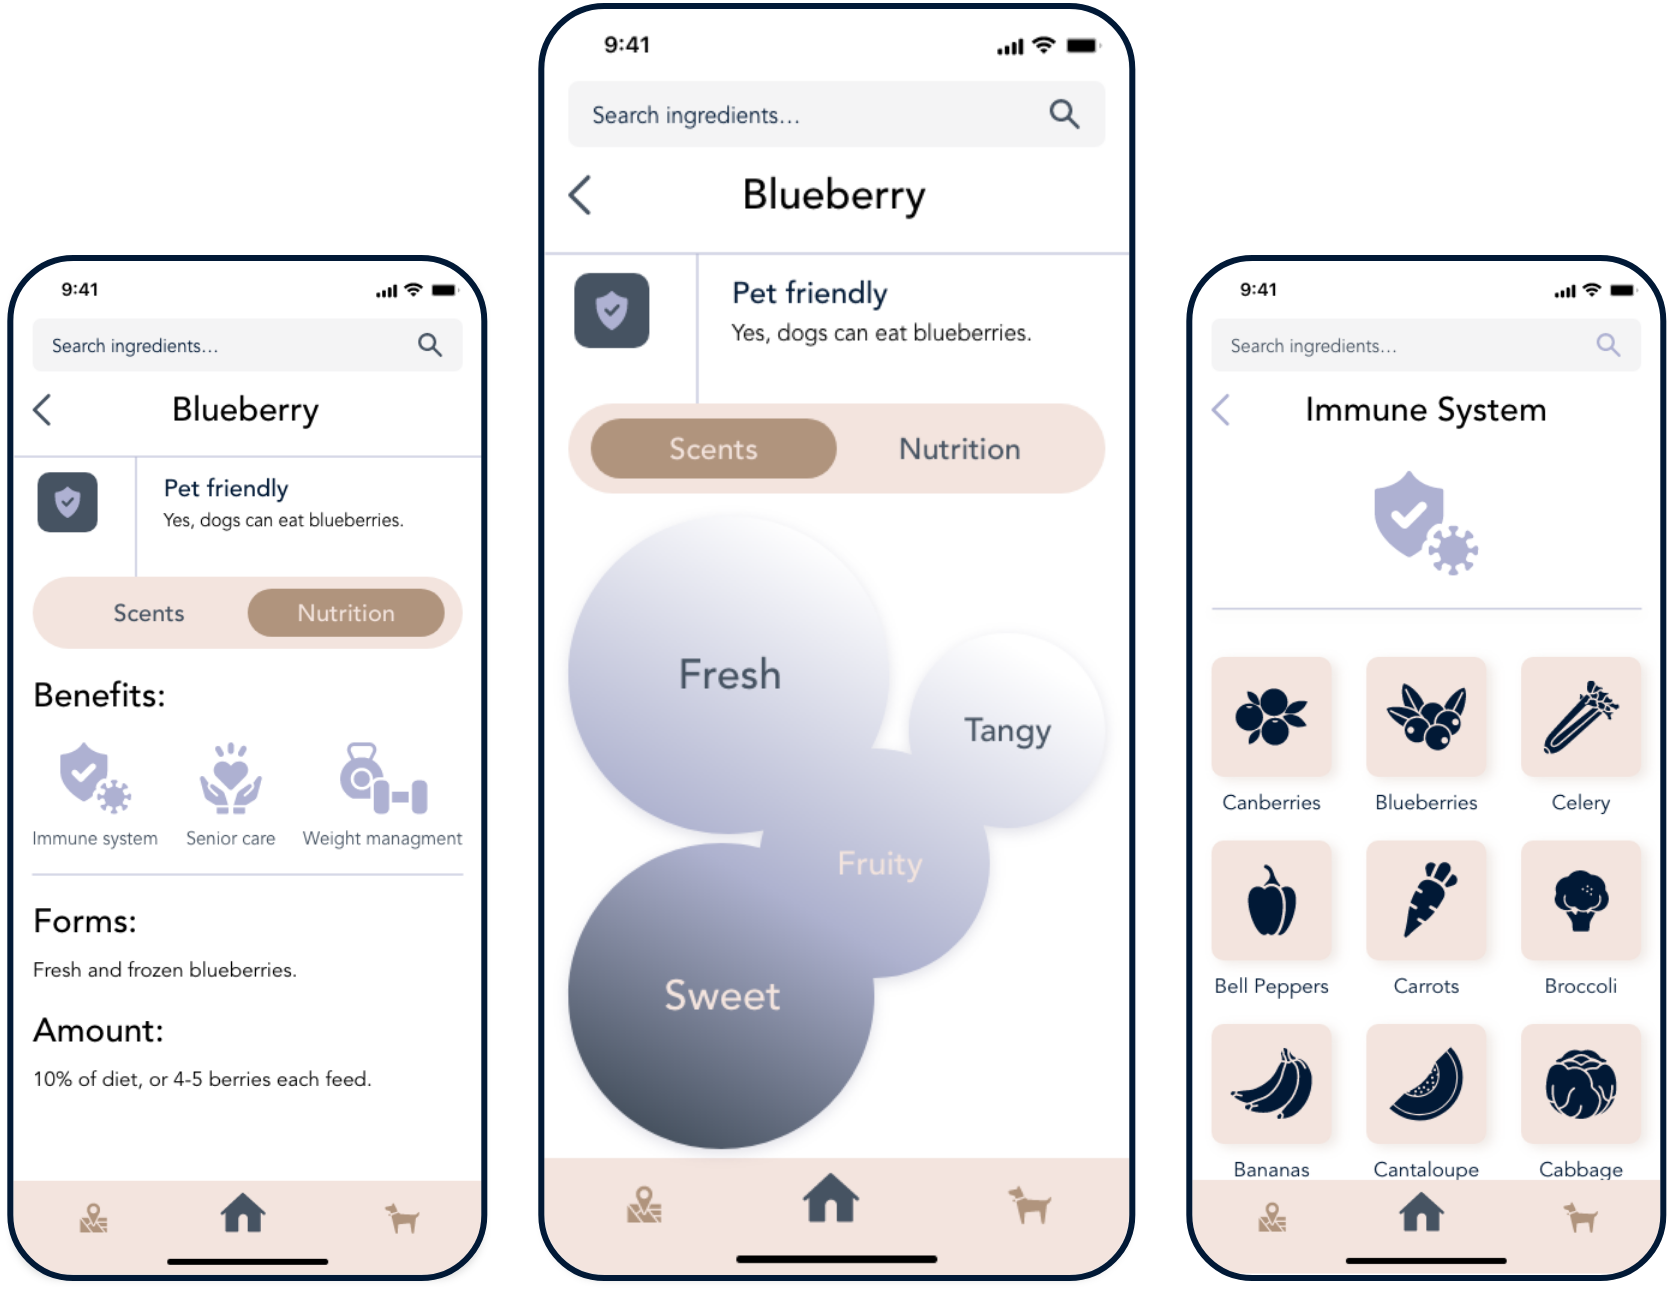 9:41
Search ingredients...
Blueberry
Pet friendly
Yes, dogs can eat blueberries.
Scents
Nutrition
Benefits:
Immune system
Senior care
Weight managment
Forms:
Fresh and frozen blueberries.
Amount:
10% of diet, or 4-5 berries each feed.
9:41
Search ingredients...
Blueberry
Pet friendly
Yes, dogs can eat blueberries.
Scents
Nutrition
Fresh
Tangy
Fruity
Sweet
9:41
Search ingredients...
Immune System
Canberries
Blueberries
Celery
Bell Peppers
Carrots
Broccoli
Bananas
Cantaloupe
Cabbage